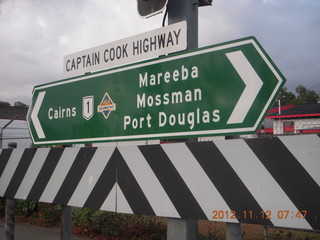 CAPTAIN COOK HIGHWAY
Mareeba
Cairns 1 Mossman
Port Douglas
2012.11.12 07:47